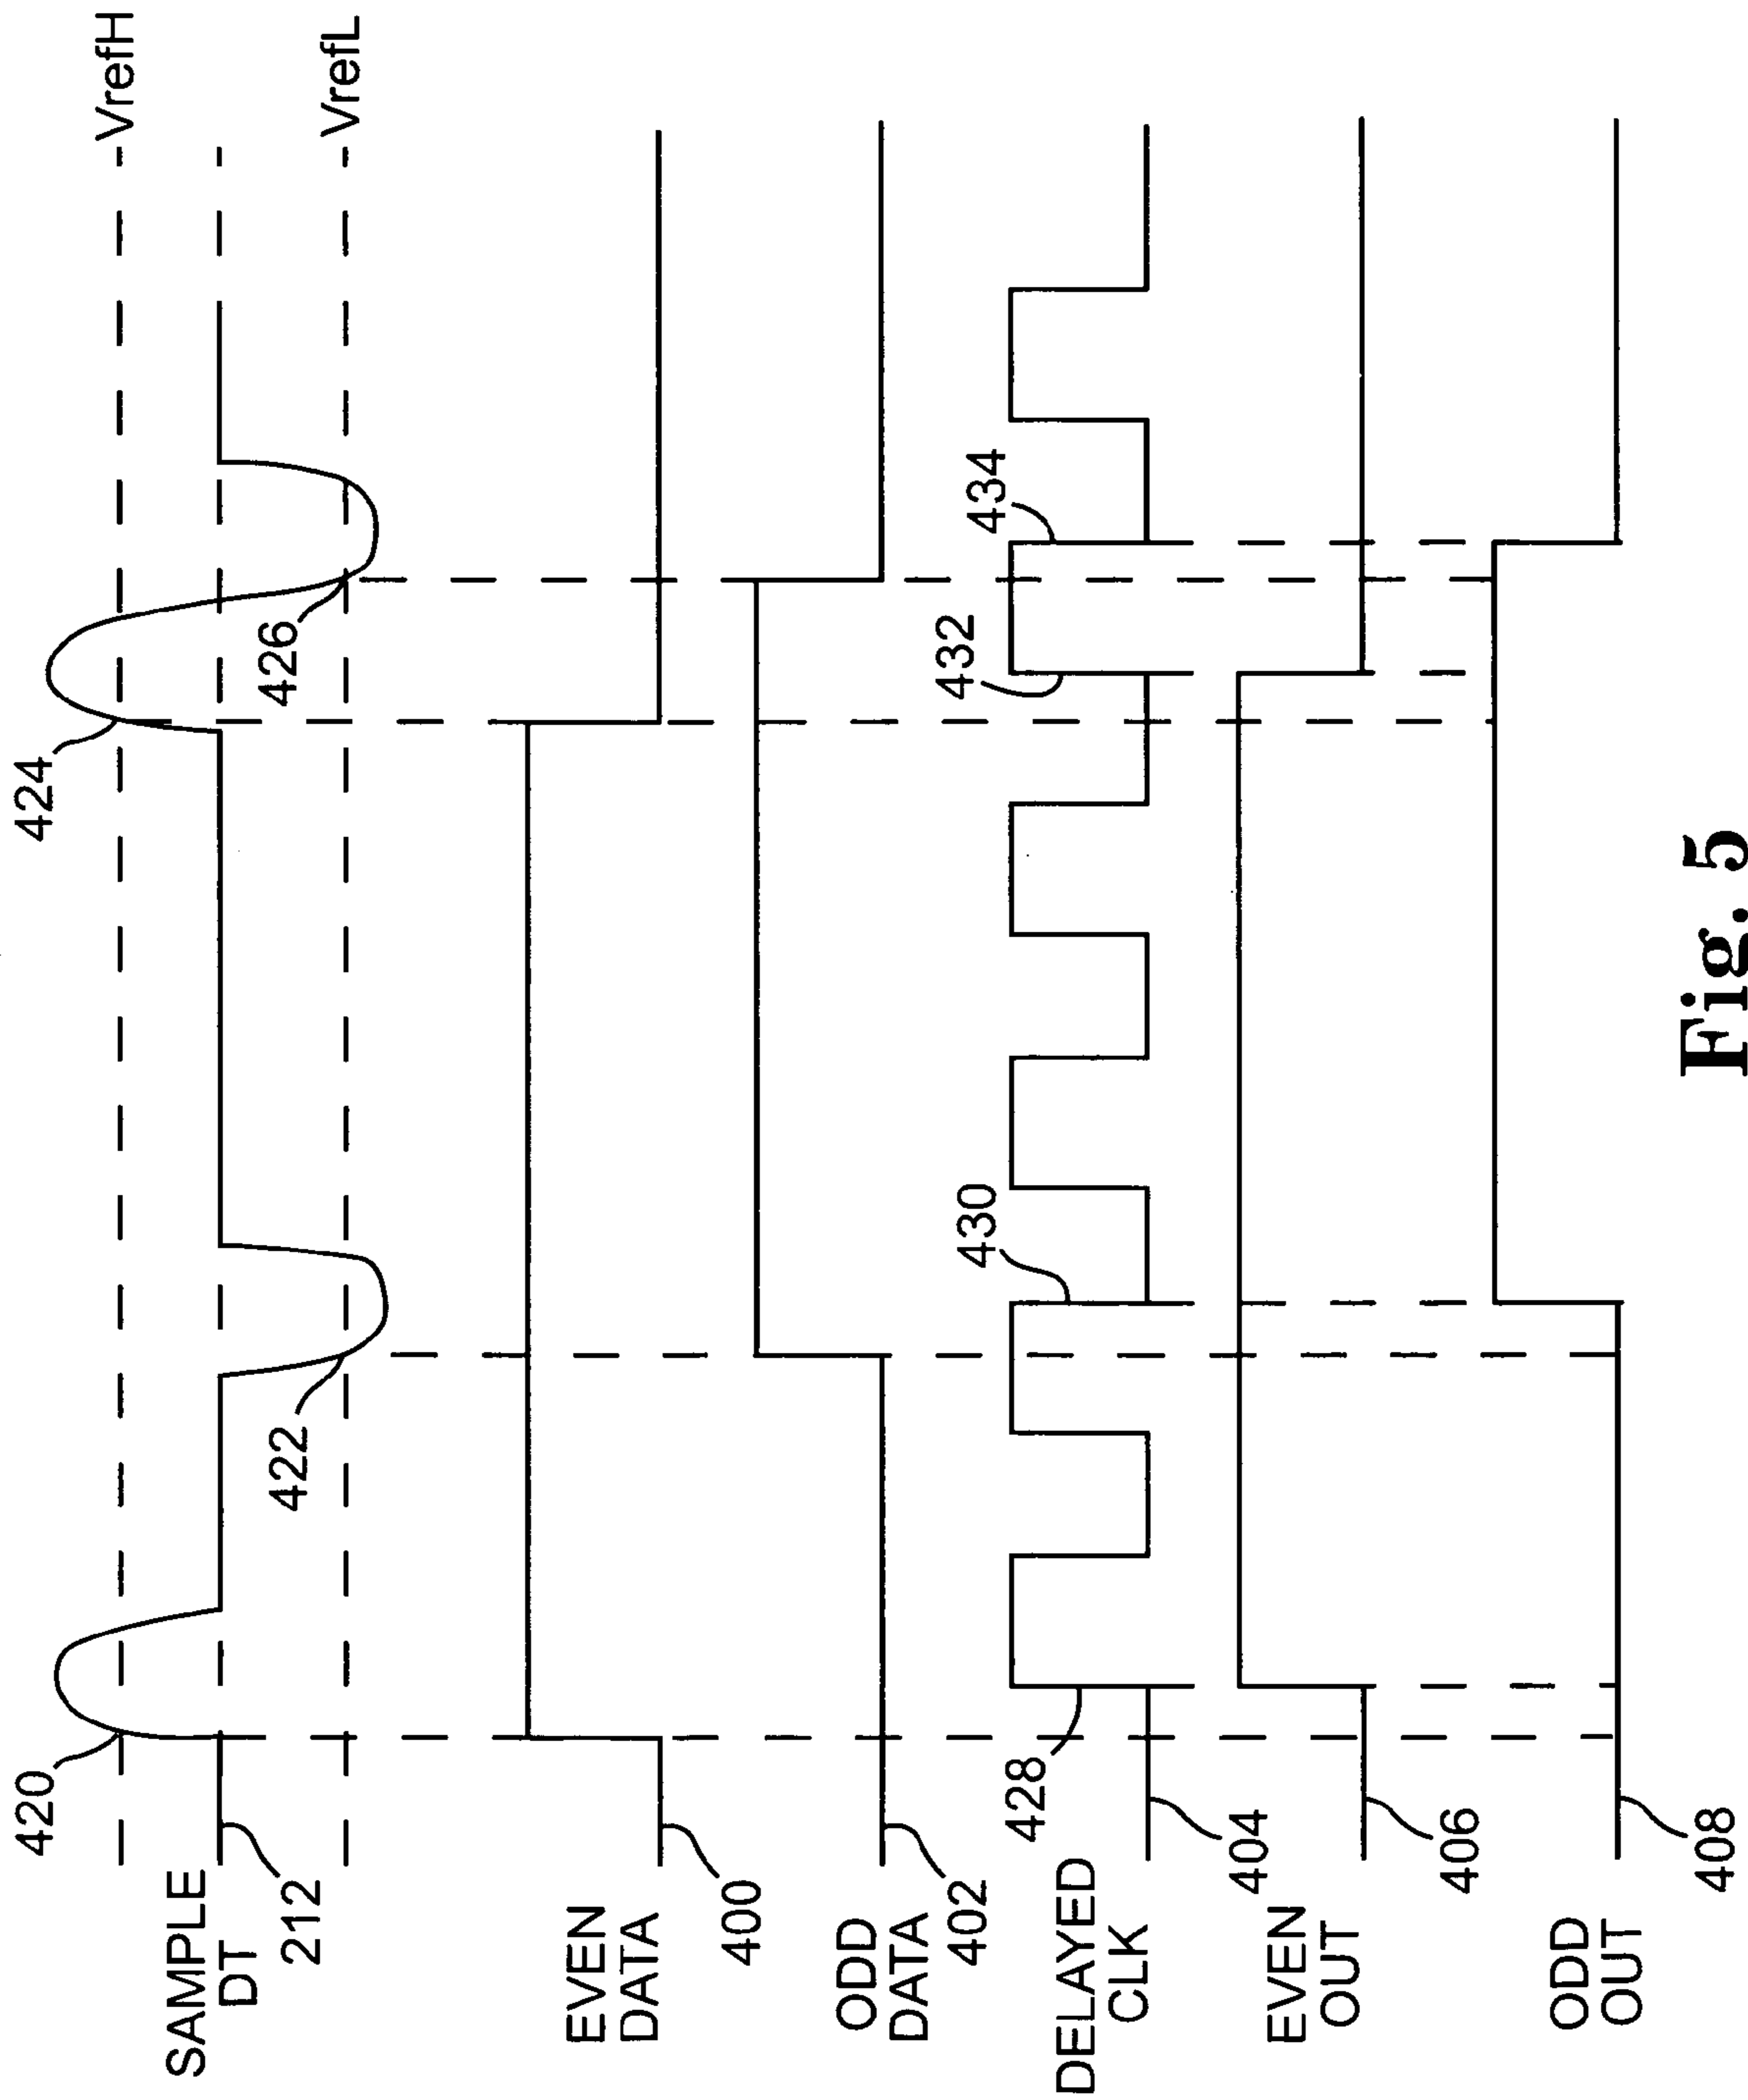 424
VrefH
420
426
VrefL
422
SAMPLE
DT
212
EVEN
DATA
400
ODD
DATA
402
434
432
430
428
DELAYED
CLK
404
EVEN
OUT
406
ODD
OUT
408
Fig. 5